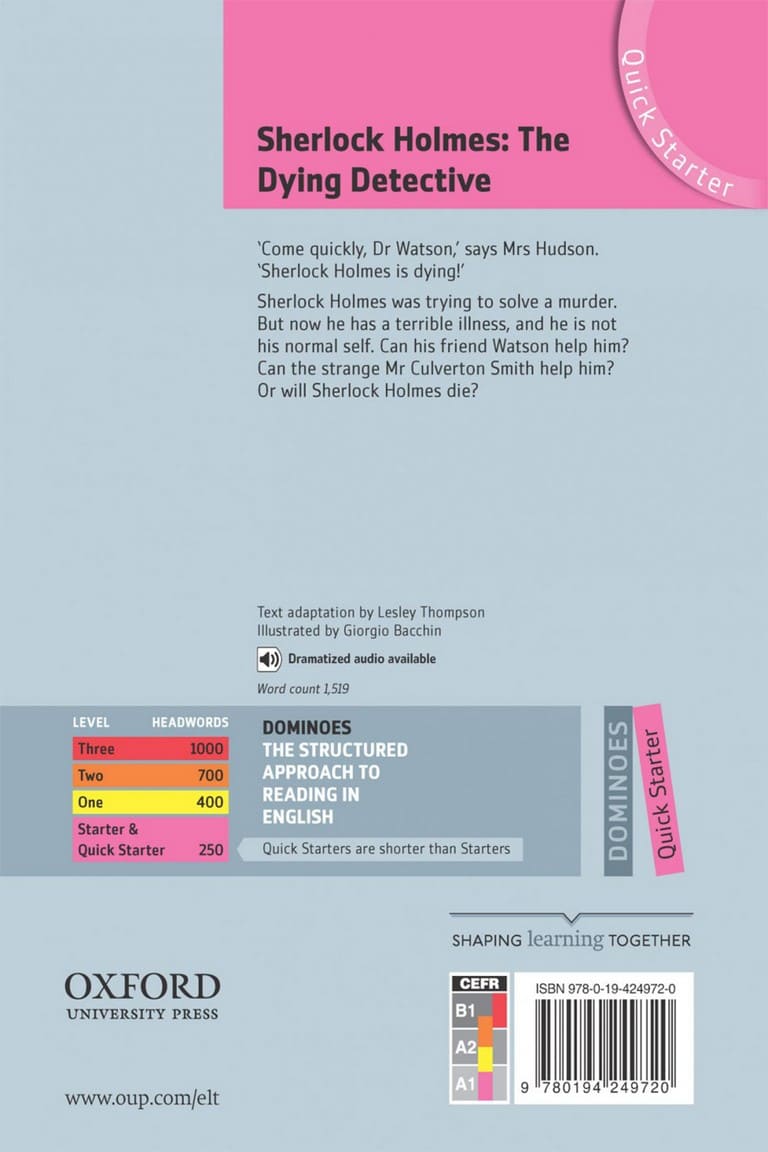 Quick Starter
Sherlock Holmes: The
Dying Detective
‘Come quickly, Dr Watson,’ says Mrs Hudson.
‘Sherlock Holmes is dying!’
Sherlock Holmes was trying to solve a murder.
But now he has a terrible illness, and he is not
his normal self. Can his friend Watson help him?
Can the strange Mr Culverton Smith help him?
Or will Sherlock Holmes die?
Text adaptation by Lesley Thompson
Illustrated by Giorgio Bacchin
Dramatized audio available
Word count 1,519
LEVEL HEADWORDS
Three 1000
Two 700
One 400
Starter &
Quick Starter 250
DOMINOES
THE STRUCTURED
APPROACH TO
READING IN
ENGLISH
Quick Starters are shorter than Starters
DOMINOES
Quick Starter
SHAPING learning TOGETHER
OXFORD
UNIVERSITY PRESS
www.oup.com/elt
CEFR
B1
A2
A1
ISBN 978-0-19-424972-0
9 780194 249720